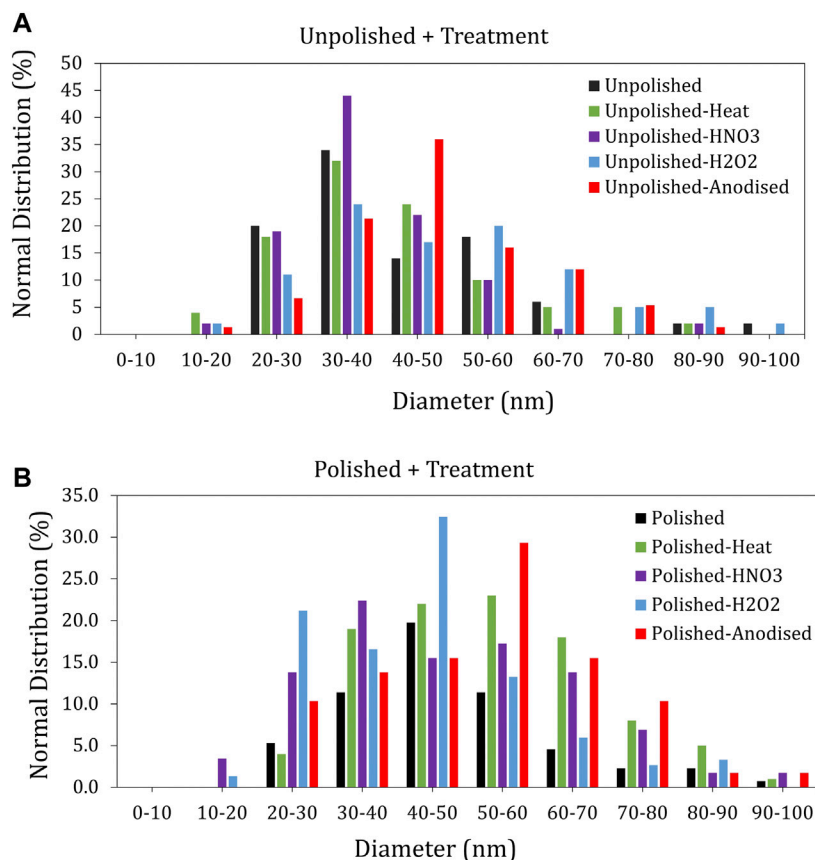 A
Unpolished + Treatment
Normal Distribution (%)
50
45
40
35
30
25
20
15
10
5
0
Unpolished
Unpolished-Heat
Unpolished-HNO3
Unpolished-H2O2
Unpolished-Anodised
0-10 10-20 20-30 30-40 40-50 50-60 60-70 70-80 80-90 90-100
Diameter (nm)
B
Polished + Treatment
Normal Distribution (%)
35.0
30.0
25.0
20.0
15.0
10.0
5.0
0.0
Polished
Polished-Heat
Polished-HNO3
Polished-H2O2
Polished-Anodised
0-10 10-20 20-30 30-40 40-50 50-60 60-70 70-80 80-90 90-100
Diameter (nm)